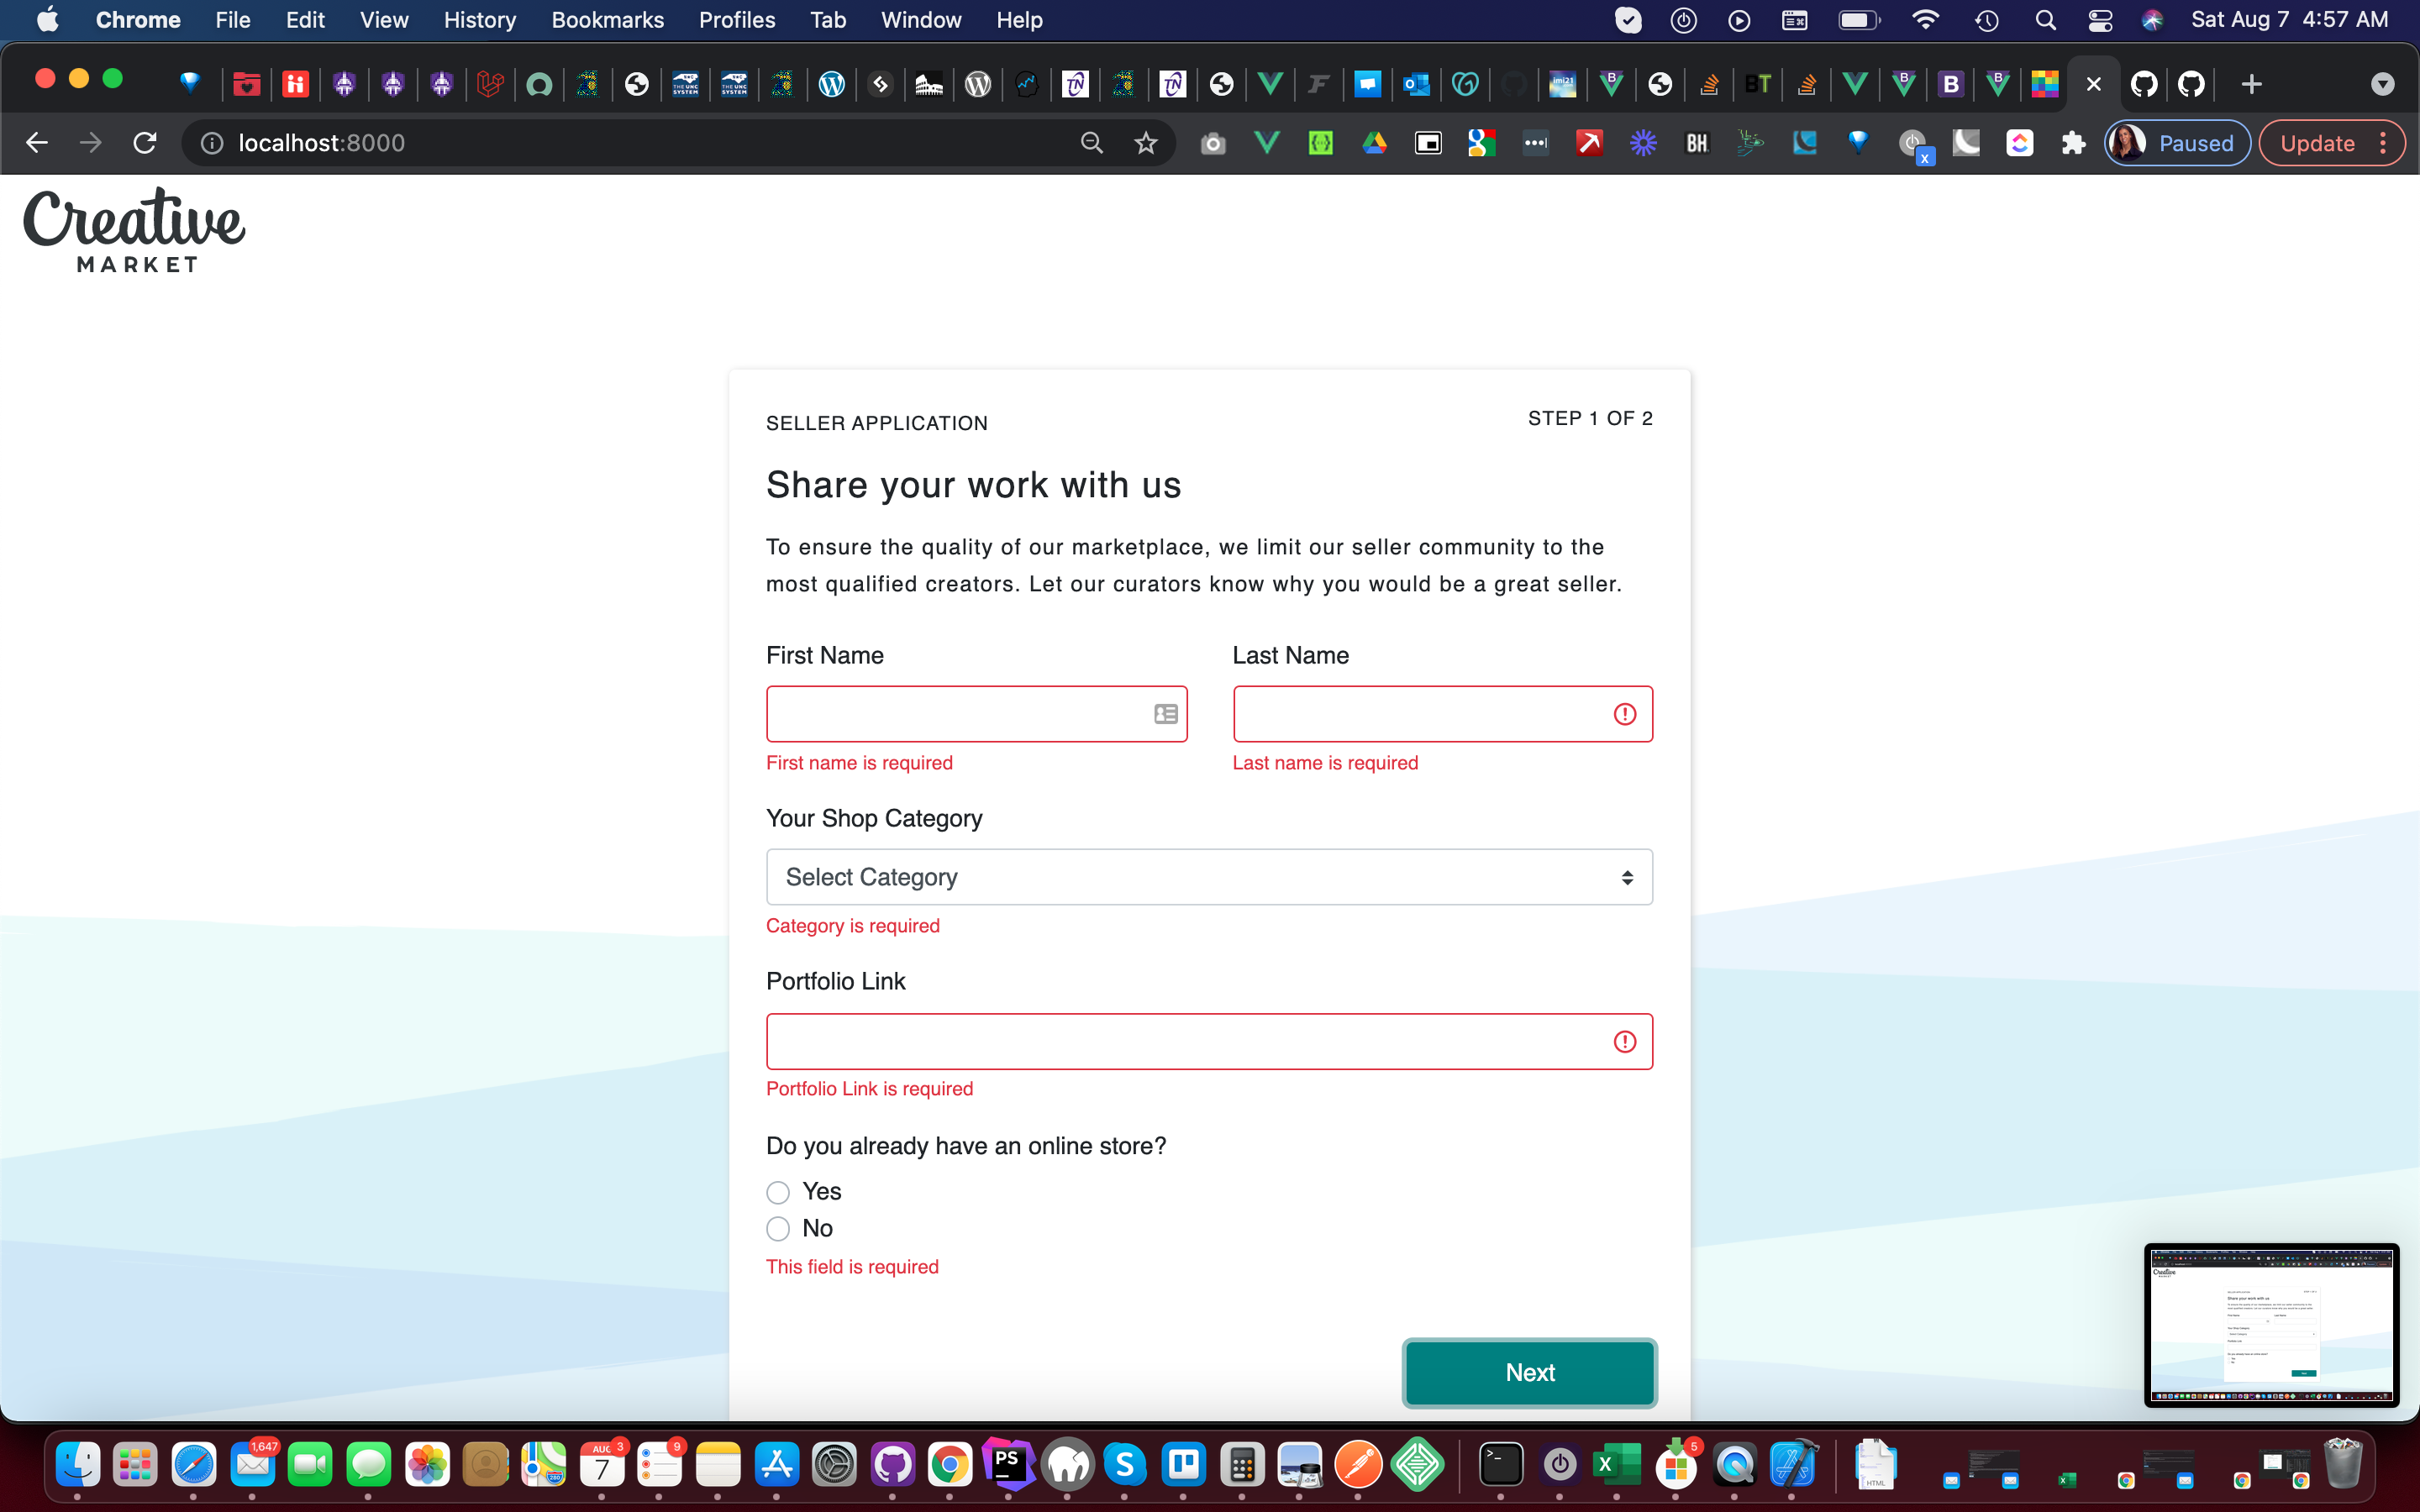 Chrome File Edit View History Bookmarks Profiles Tab Window Help Sat Aug 7 4:57 AM
localhost:8000 Paused Update
Creative
MARKET
SELLER APPLICATION STEP 1 OF 2
Share your work with us
To ensure the quality of our marketplace, we limit our seller community to the
most qualified creators. Let our curators know why you would be a great seller.
First Name Last Name
First name is required Last name is required
Your Shop Category
Select Category
Category is required
Portfolio Link
Portfolio Link is required
Do you already have an online store?
Yes
No
This field is required
Next
1,647 AUG 3 9 5
7 PS